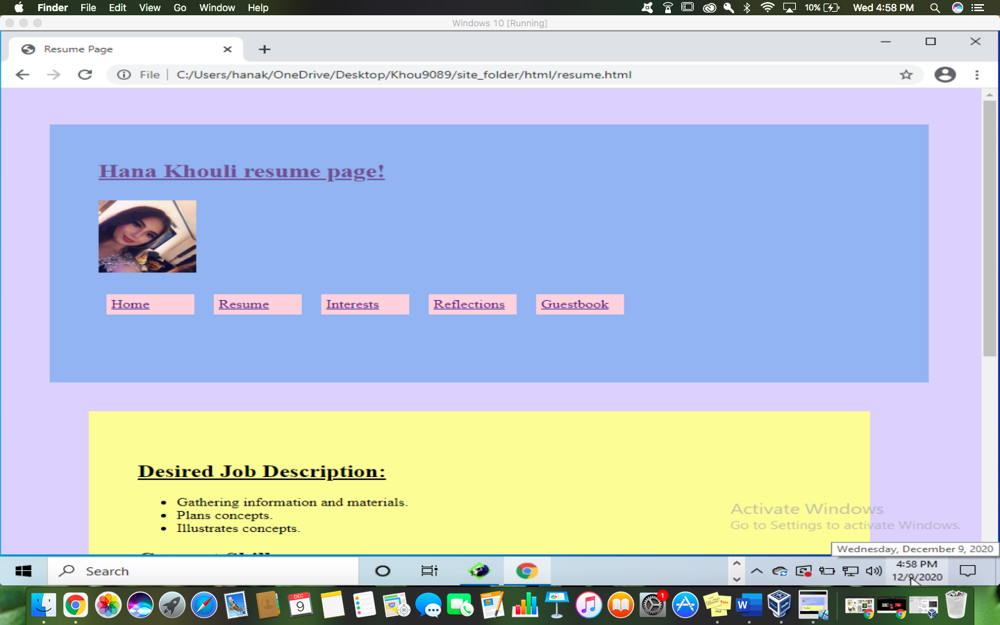 Finder File Edit View Go Window Help 10% Wed 4:58 PM
Windows 10 [Running]
Resume Page
File | C:/Users/hanak/OneDrive/Desktop/Khou9089/site_folder/html/resume.html
Hana Khouli resume page!
Home Resume Interests Reflections Guestbook
Desired Job Description:
• Gathering information and materials.
• Plans concepts.
• Illustrates concepts.
Activate Windows
Go to Settings to activate Windows.
Wednesday, December 9, 2020
Search
4:58 PM
12/9/2020
DEC
9
1
W